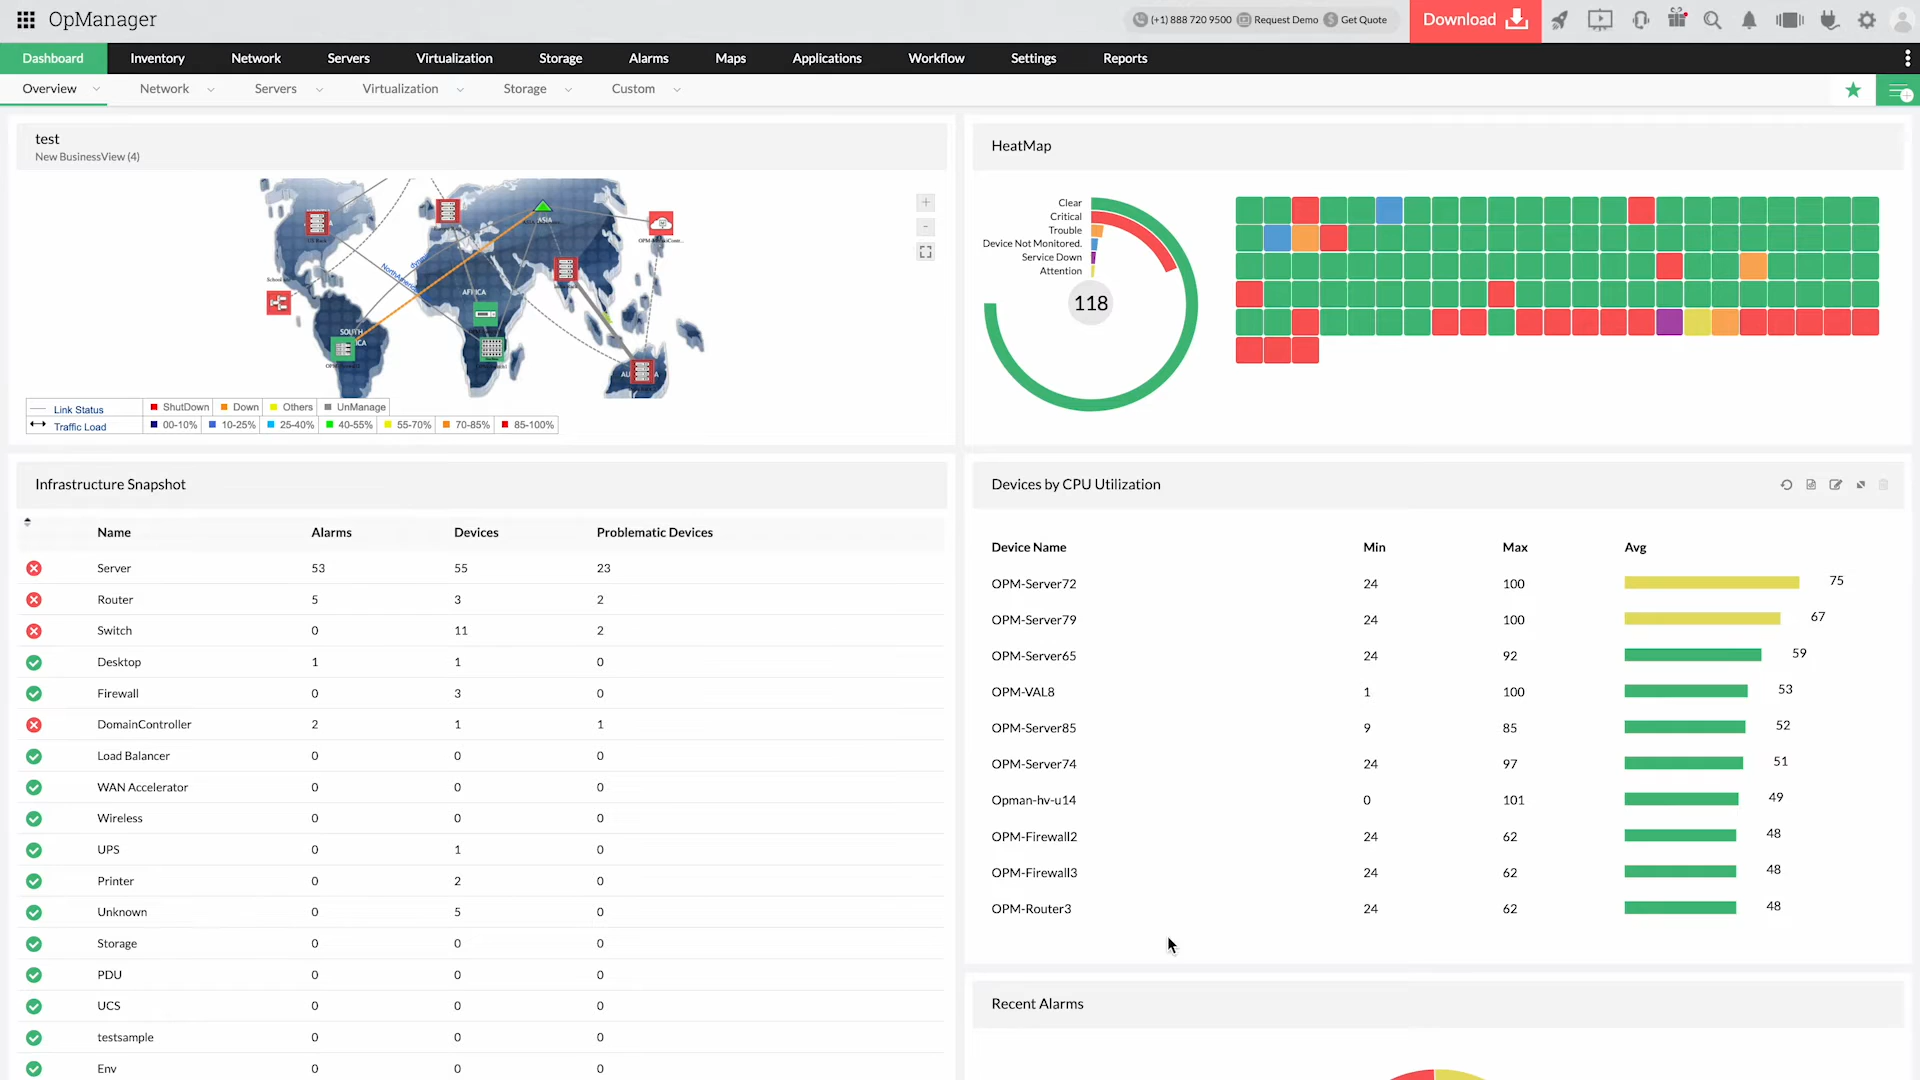 OpManager
(+1) 888 720 9500 Request Demo Get Quote
Download
Dashboard Inventory Network Servers Virtualization Storage Alarms Maps Applications Workflow Settings Reports
Overview Network Servers Virtualization Storage Custom
test
New BusinessView (4)
ASIA
AFRICA
SOUTH
Link Status ShutDown Down Others UnManage
Traffic Load 00-10% 10-25% 25-40% 40-55% 55-70% 70-85% 85-100%
HeatMap
Clear
Critical
Trouble
Device Not Monitored.
Service Down
Attention
118
Infrastructure Snapshot
Name Alarms Devices Problematic Devices
Server 53 55 23
Router 5 3 2
Switch 0 11 2
Desktop 1 1 0
Firewall 0 3 0
DomainController 2 1 1
Load Balancer 0 0 0
WAN Accelerator 0 0 0
Wireless 0 0 0
UPS 0 1 0
Printer 0 2 0
Unknown 0 5 0
Storage 0 0 0
PDU 0 0 0
UCS 0 0 0
testsample 0 0 0
Env 0 0 0
Devices by CPU Utilization
Device Name Min Max Avg
OPM-Server72 24 100 75
OPM-Server79 24 100 67
OPM-Server65 24 92 59
OPM-VAL8 1 100 53
OPM-Server85 9 85 52
OPM-Server74 24 97 51
Opman-hv-u14 0 101 49
OPM-Firewall2 24 62 48
OPM-Firewall3 24 62 48
OPM-Router3 24 62 48
Recent Alarms